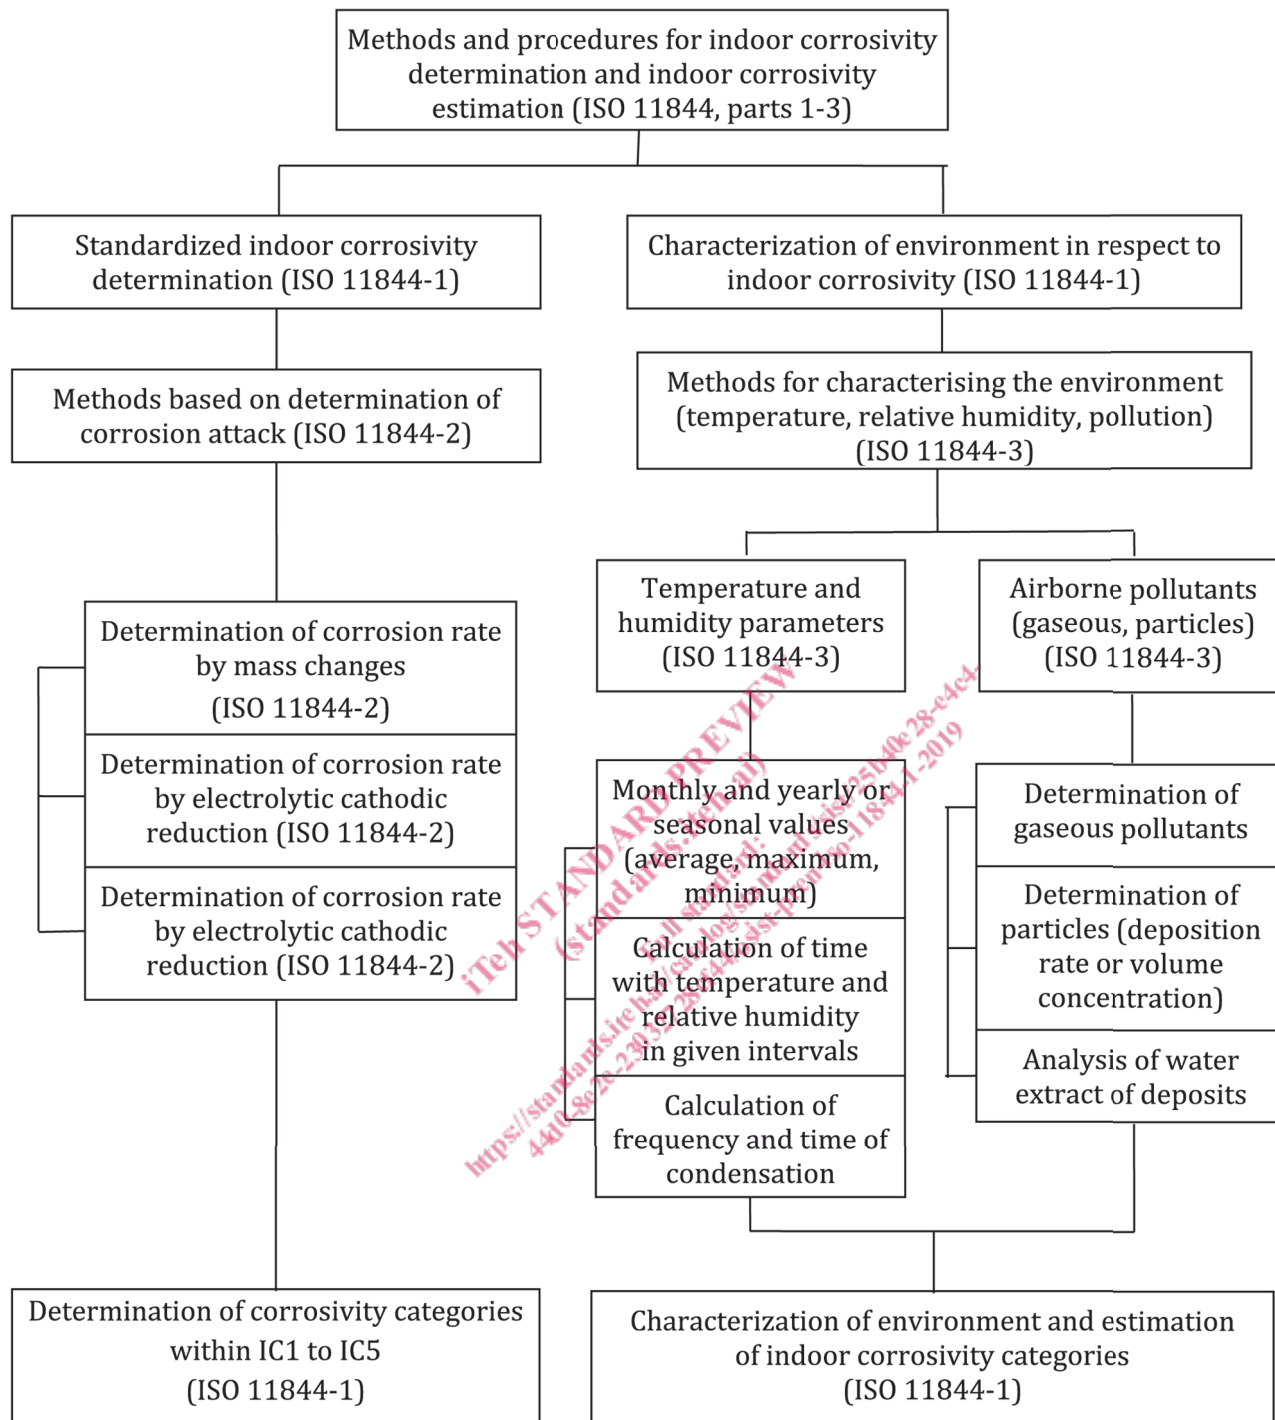 Methods and procedures for indoor corrosivity
determination and indoor corrosivity
estimation (ISO 11844, parts 1-3)
Standardized indoor corrosivity
determination (ISO 11844-1)
Characterization of environment in respect to
indoor corrosivity (ISO 11844-1)
Methods based on determination of
corrosion attack (ISO 11844-2)
Methods for characterising the environment
(temperature, relative humidity, pollution)
(ISO 11844-3)
Temperature and
humidity parameters
(ISO 11844-3)
Airborne pollutants
(gaseous, particles)
(ISO 11844-3)
Determination of corrosion rate
by mass changes
(ISO 11844-2)
Determination of corrosion rate
by electrolytic cathodic
reduction (ISO 11844-2)
Determination of corrosion rate
by electrolytic cathodic
reduction (ISO 11844-2)
Monthly and yearly or
seasonal values
(average, maximum,
minimum)
Calculation of time
with temperature and
relative humidity
in given intervals
Calculation of
frequency and time of
condensation
Determination of
gaseous pollutants
Determination of
particles (deposition
rate or volume
concentration)
Analysis of water
extract of deposits
Determination of corrosivity categories
within IC1 to IC5
(ISO 11844-1)
Characterization of environment and estimation
of indoor corrosivity categories
(ISO 11844-1)
iTeh STANDARD PREVIEW
(standards.iteh.ai)
Full standard: